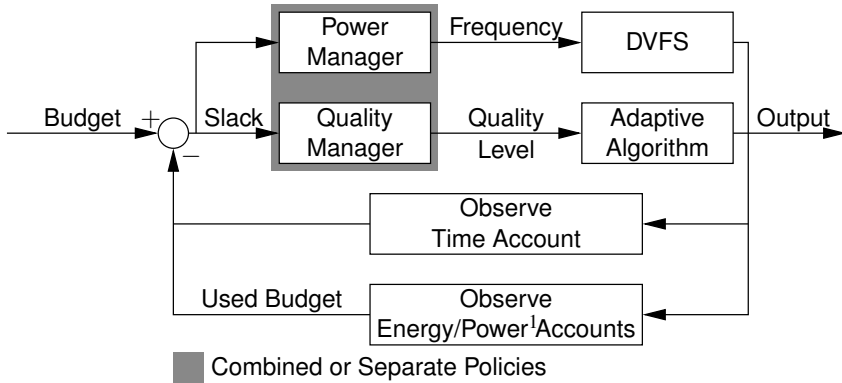 Power
Manager
Frequency
DVFS
Budget
+
−
Slack
Quality
Manager
Quality
Level
Adaptive
Algorithm
Output
Observe
Time Account
Used Budget
Observe
Energy/Power¹Accounts
Combined or Separate Policies